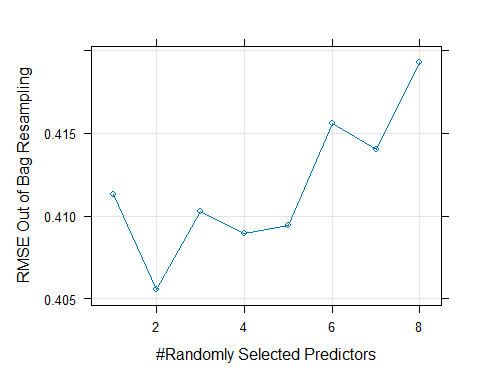 RMSE Out of Bag Resampling
0.415
0.410
0.405
2 4 6 8
#Randomly Selected Predictors